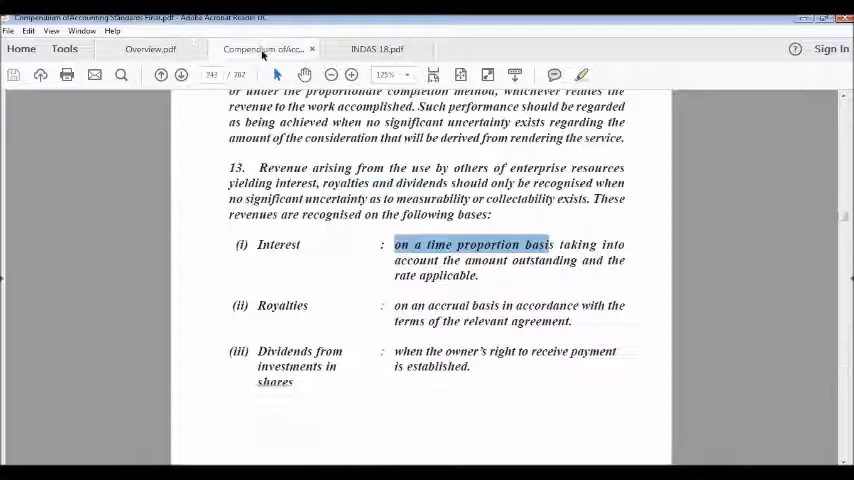 Compendium ofAccounting Standards Final.pdf - Adobe Acrobat Reader DC
File Edit View Window Help
Home Tools Overview.pdf Compendium ofAcc... × INDAS 18.pdf ? Sign In
243 / 762 125%
or under the proportionate completion method, whichever relates the
revenue to the work accomplished. Such performance should be regarded
as being achieved when no significant uncertainty exists regarding the
amount of the consideration that will be derived from rendering the service.
13. Revenue arising from the use by others of enterprise resources
yielding interest, royalties and dividends should only be recognised when
no significant uncertainty as to measurability or collectability exists. These
revenues are recognised on the following bases:
(i) Interest : on a time proportion basis taking into
account the amount outstanding and the
rate applicable.
(ii) Royalties : on an accrual basis in accordance with the
terms of the relevant agreement.
(iii) Dividends from : when the owner's right to receive payment
investments in is established.
shares